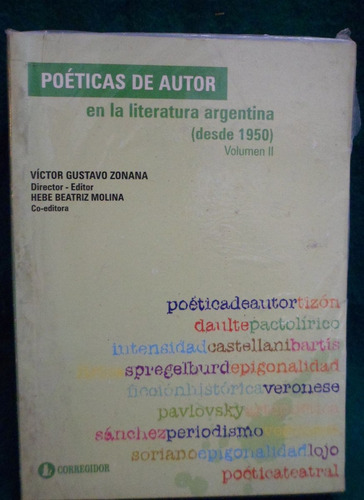 POÉTICAS DE AUTOR
en la literatura argentina
(desde 1950)
Volumen II
VÍCTOR GUSTAVO ZONANA
Director - Editor
HEBE BEATRIZ MOLINA
Co-editora
poéticadeautortizón
daultepactolírico
intensidadcastellanibartís
spregelburdepigonalidad
ficciónhistóricaveronese
pavlovsky
sánchezperiodismo
sorianoepigonalidadlojo
poéticateatral
CORREGIDOR